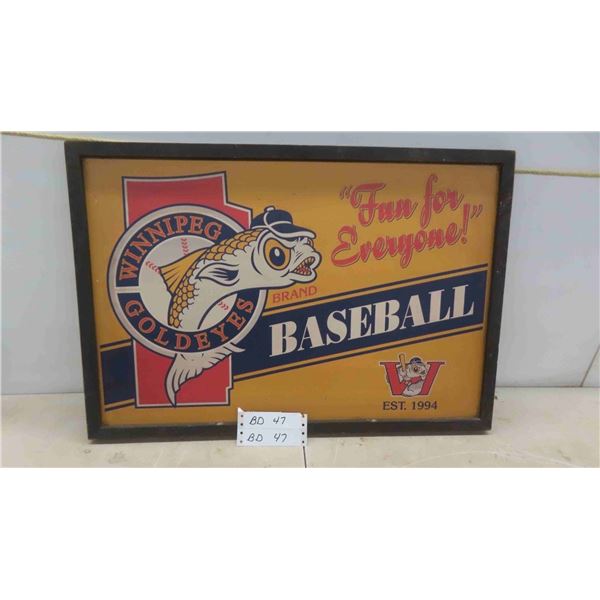 WINNIPEG
GOLDEYES
"Fun for
Everyone!"
BRAND
BASEBALL
W
EST. 1994
BD 47
BD 47